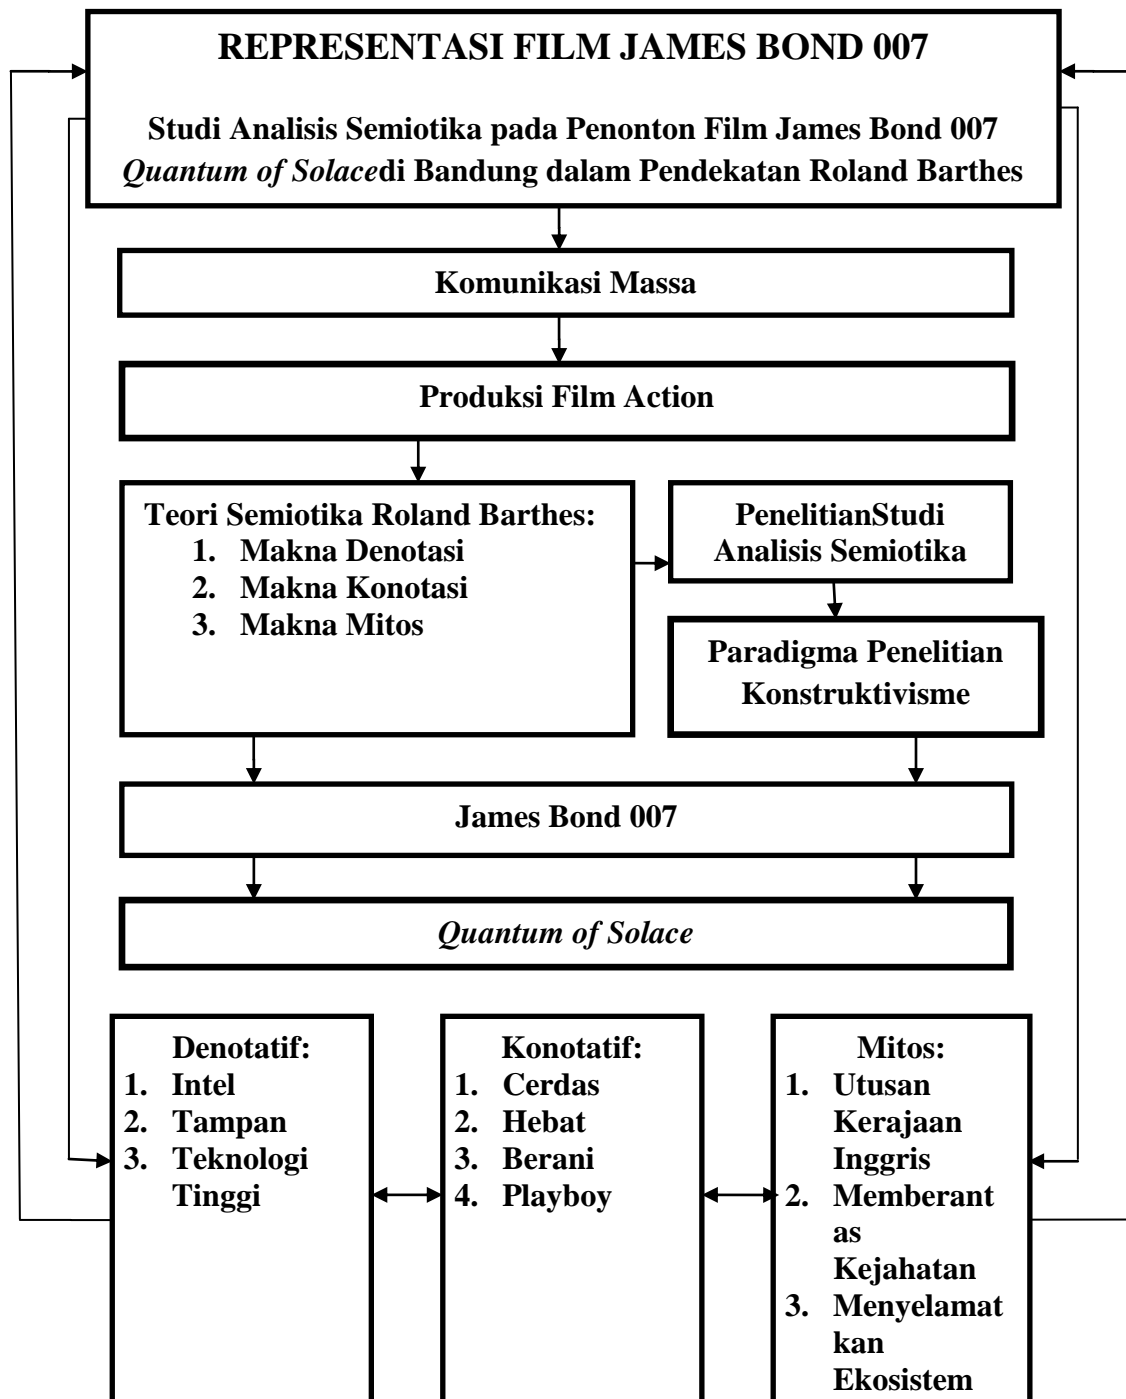 REPRESENTASI FILM JAMES BOND 007
Studi Analisis Semiotika pada Penonton Film James Bond 007
Quantum of Solacedi Bandung dalam Pendekatan Roland Barthes
Komunikasi Massa
Produksi Film Action
Teori Semiotika Roland Barthes:
1. Makna Denotasi
2. Makna Konotasi
3. Makna Mitos
PenelitianStudi
Analisis Semiotika
Paradigma Penelitian
Konstruktivisme
James Bond 007
Quantum of Solace
Denotatif:
1. Intel
2. Tampan
3. Teknologi
Tinggi
Konotatif:
1. Cerdas
2. Hebat
3. Berani
4. Playboy
Mitos:
1. Utusan
Kerajaan
Inggris
2. Memberant
as
Kejahatan
3. Menyelamat
kan
Ekosistem